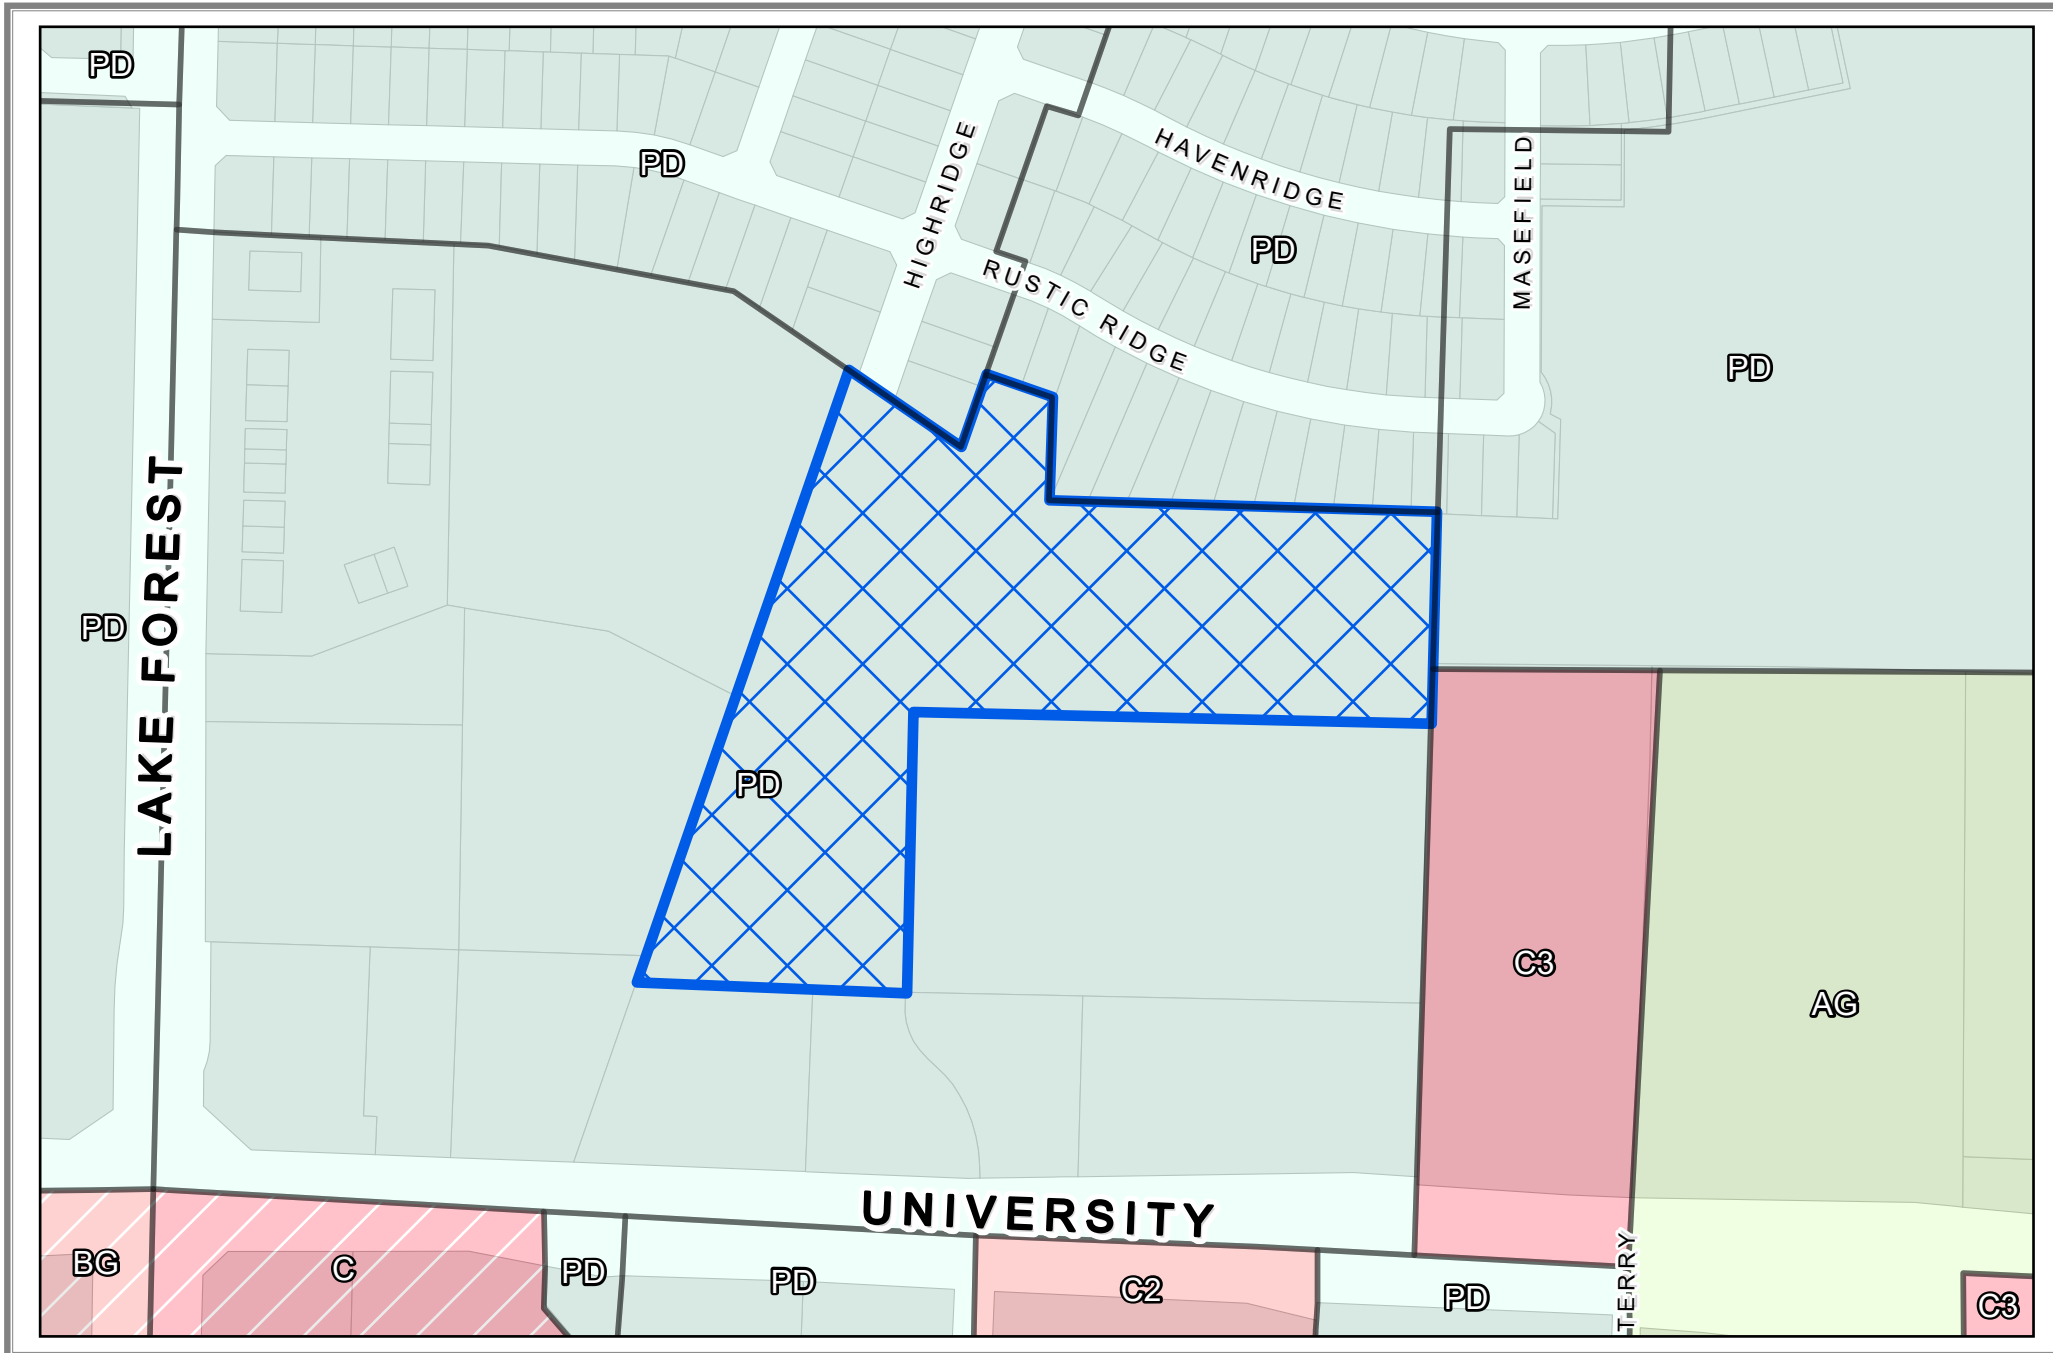 PD
PD
HIGHRIDGE
HAVENRIDGE
MASEFIELD
PD
RUSTIC RIDGE
PD
LAKE FOREST
PD
PD
C3
AG
UNIVERSITY
BG
C
PD
PD
C2
PD
TERRY
C3